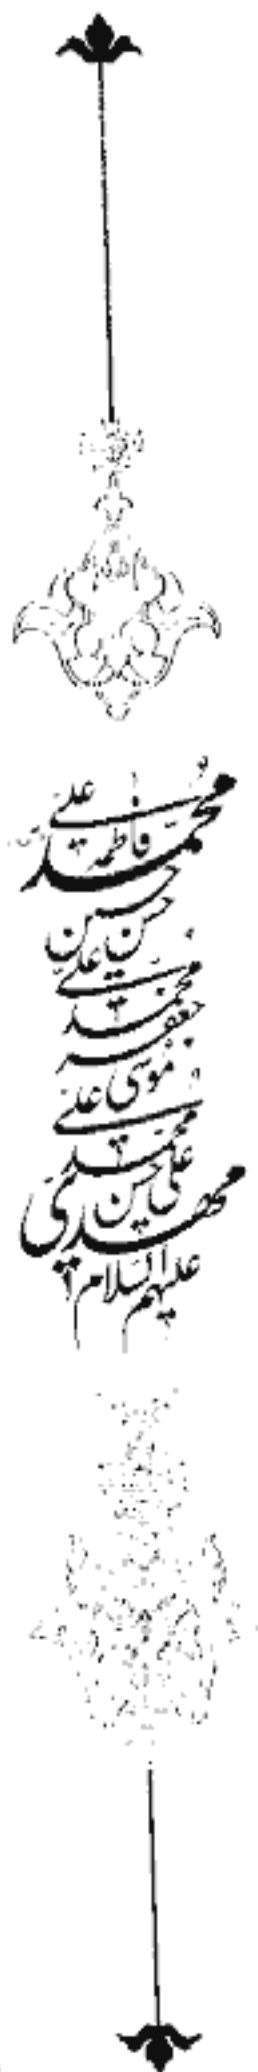 محمد علی
فاطمه
حسن حسین
علی
محمد
جعفر
موسی علی
محمد
علی حسن
مهدی
علیهم السلام